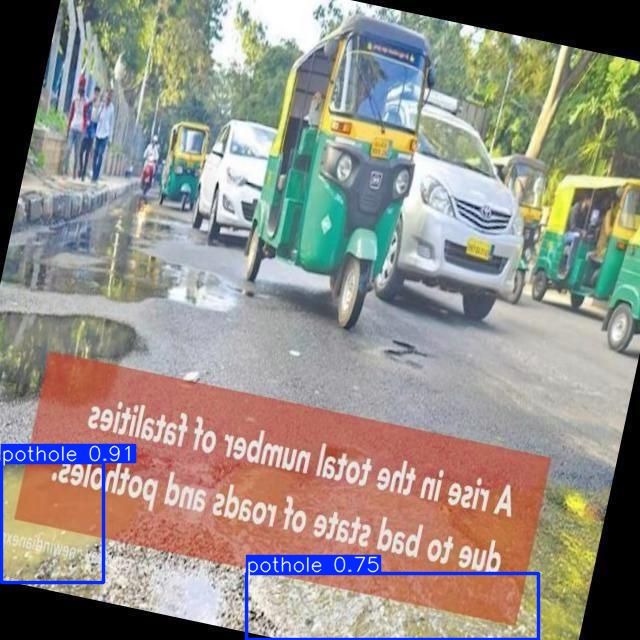 A rise in the total number of fatalities
due to bad state of roads and potholes.
pothole 0.91
pothole 0.75